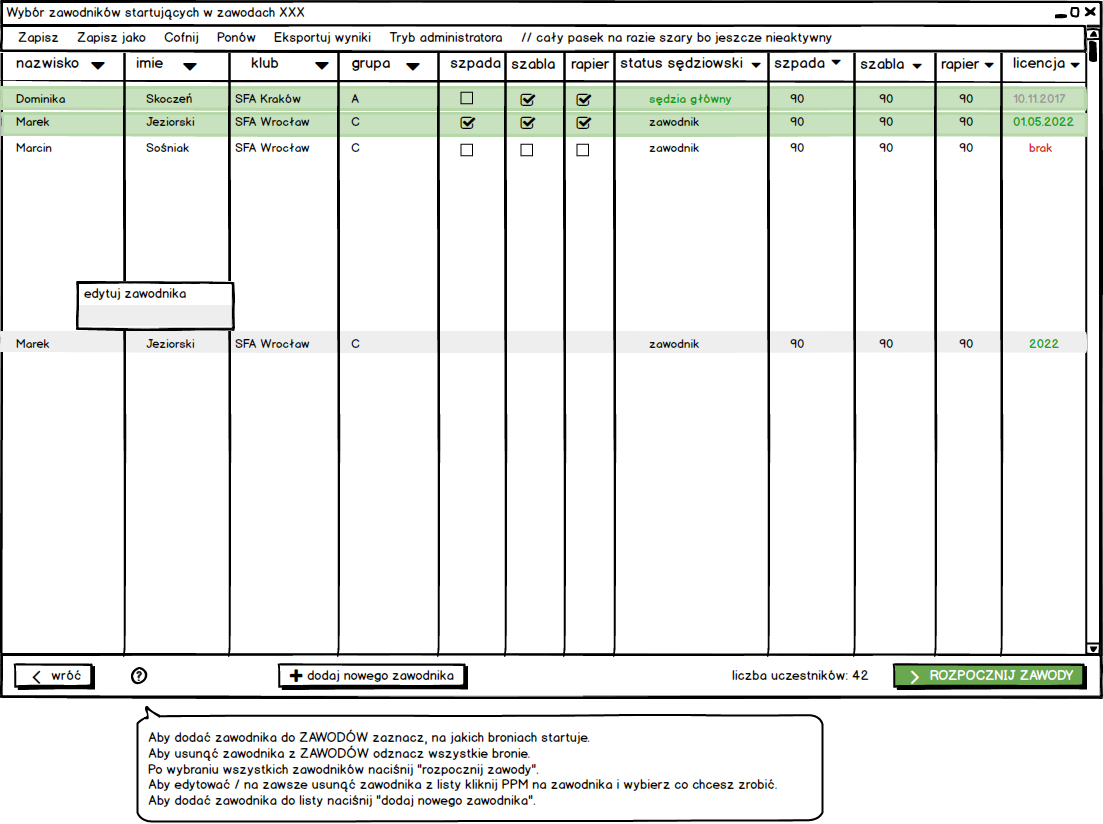 Wybór zawodników startujących w zawodach XXX
Zapisz Zapisz jako Cofnij Ponów Eksportuj wyniki Tryb administratora // cały pasek na razie szary bo jeszcze nieaktywny
nazwisko imie klub grupa szpada szabla rapier status sędziowski szpada szabla rapier licencja
Dominika Skoczeń SFA Kraków A sędzia główny 90 90 90 10.11.2017
Marek Jeziorski SFA Wrocław C zawodnik 90 90 90 01.05.2022
Marcin Sośniak SFA Wrocław C zawodnik 90 90 90 brak
edytuj zawodnika
Marek Jeziorski SFA Wrocław C zawodnik 90 90 90 2022
wróć ? dodaj nowego zawodnika liczba uczestników: 42 ROZPOCZNIJ ZAWODY
Aby dodać zawodnika do ZAWODÓW zaznacz, na jakich broniach startuje.
Aby usunąć zawodnika z ZAWODÓW odznacz wszystkie bronie.
Po wybraniu wszystkich zawodników naciśnij "rozpocznij zawody".
Aby edytować / na zawsze usunąć zawodnika z listy kliknij PPM na zawodnika i wybierz co chcesz zrobić.
Aby dodać zawodnika do listy naciśnij "dodaj nowego zawodnika".